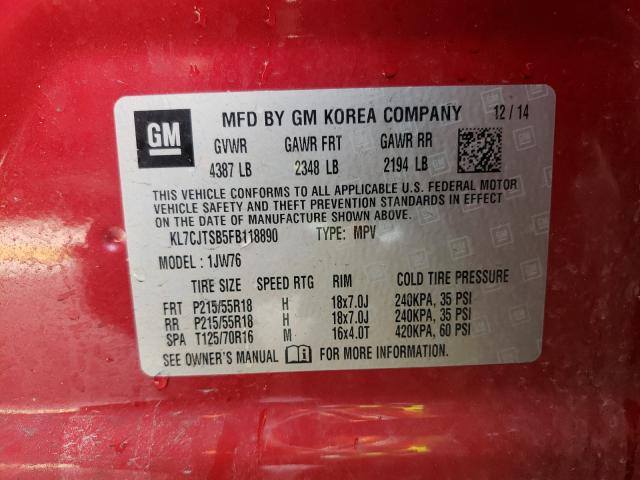 GM
MFD BY GM KOREA COMPANY 12 / 14
GVWR GAWR FRT GAWR RR
4387 LB 2348 LB 2194 LB
THIS VEHICLE CONFORMS TO ALL APPLICABLE U.S. FEDERAL MOTOR
VEHICLE SAFETY AND THEFT PREVENTION STANDARDS IN EFFECT
ON THE DATE OF MANUFACTURE SHOWN ABOVE.
KL7CJTSB5FB118890 TYPE: MPV
MODEL : 1JW76
TIRE SIZE SPEED RTG RIM COLD TIRE PRESSURE
FRT P215/55R18 H 18x7.0J 240KPA, 35 PSI
RR P215/55R18 H 18x7.0J 240KPA, 35 PSI
SPA T125/70R16 M 16x4.0T 420KPA, 60 PSI
SEE OWNER'S MANUAL FOR MORE INFORMATION.